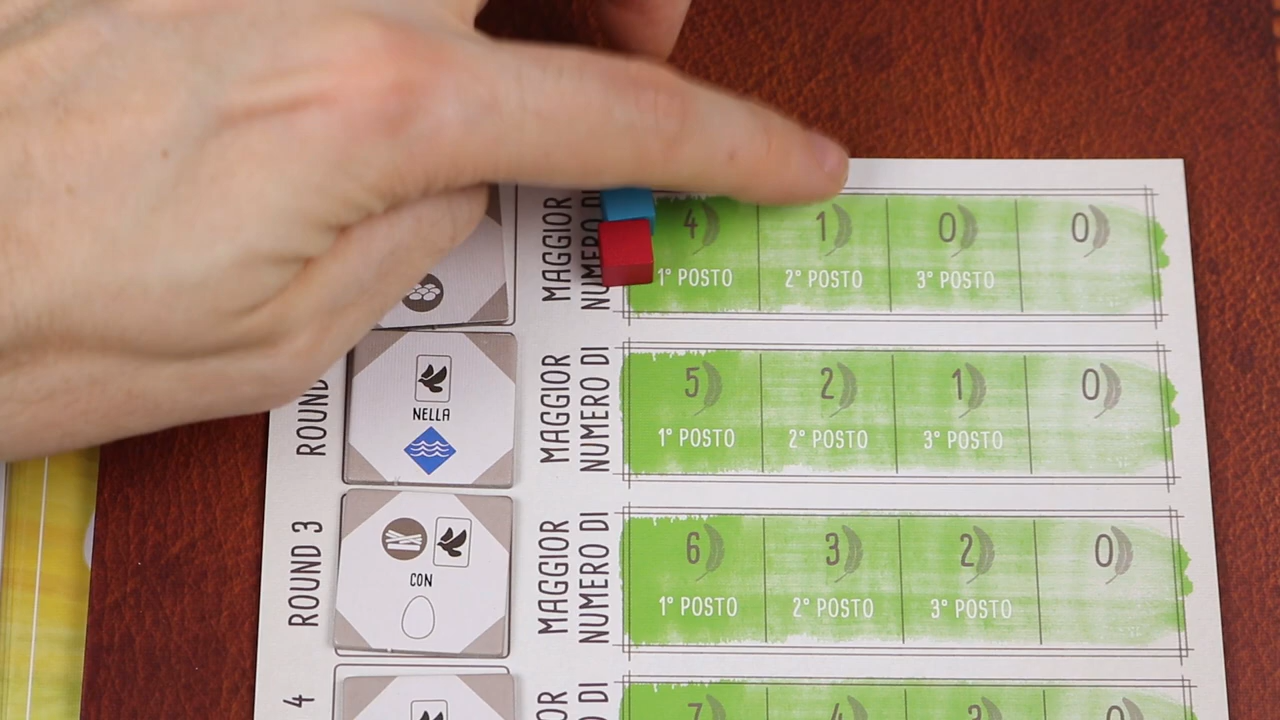 MAGGIOR
NUMERO DI
4 1 0 0
1° POSTO 2° POSTO 3° POSTO
ROUND
NELLA
MAGGIOR
NUMERO DI
5 2 1 0
1° POSTO 2° POSTO 3° POSTO
ROUND 3
CON
MAGGIOR
NUMERO DI
6 3 2 0
1° POSTO 2° POSTO 3° POSTO
4